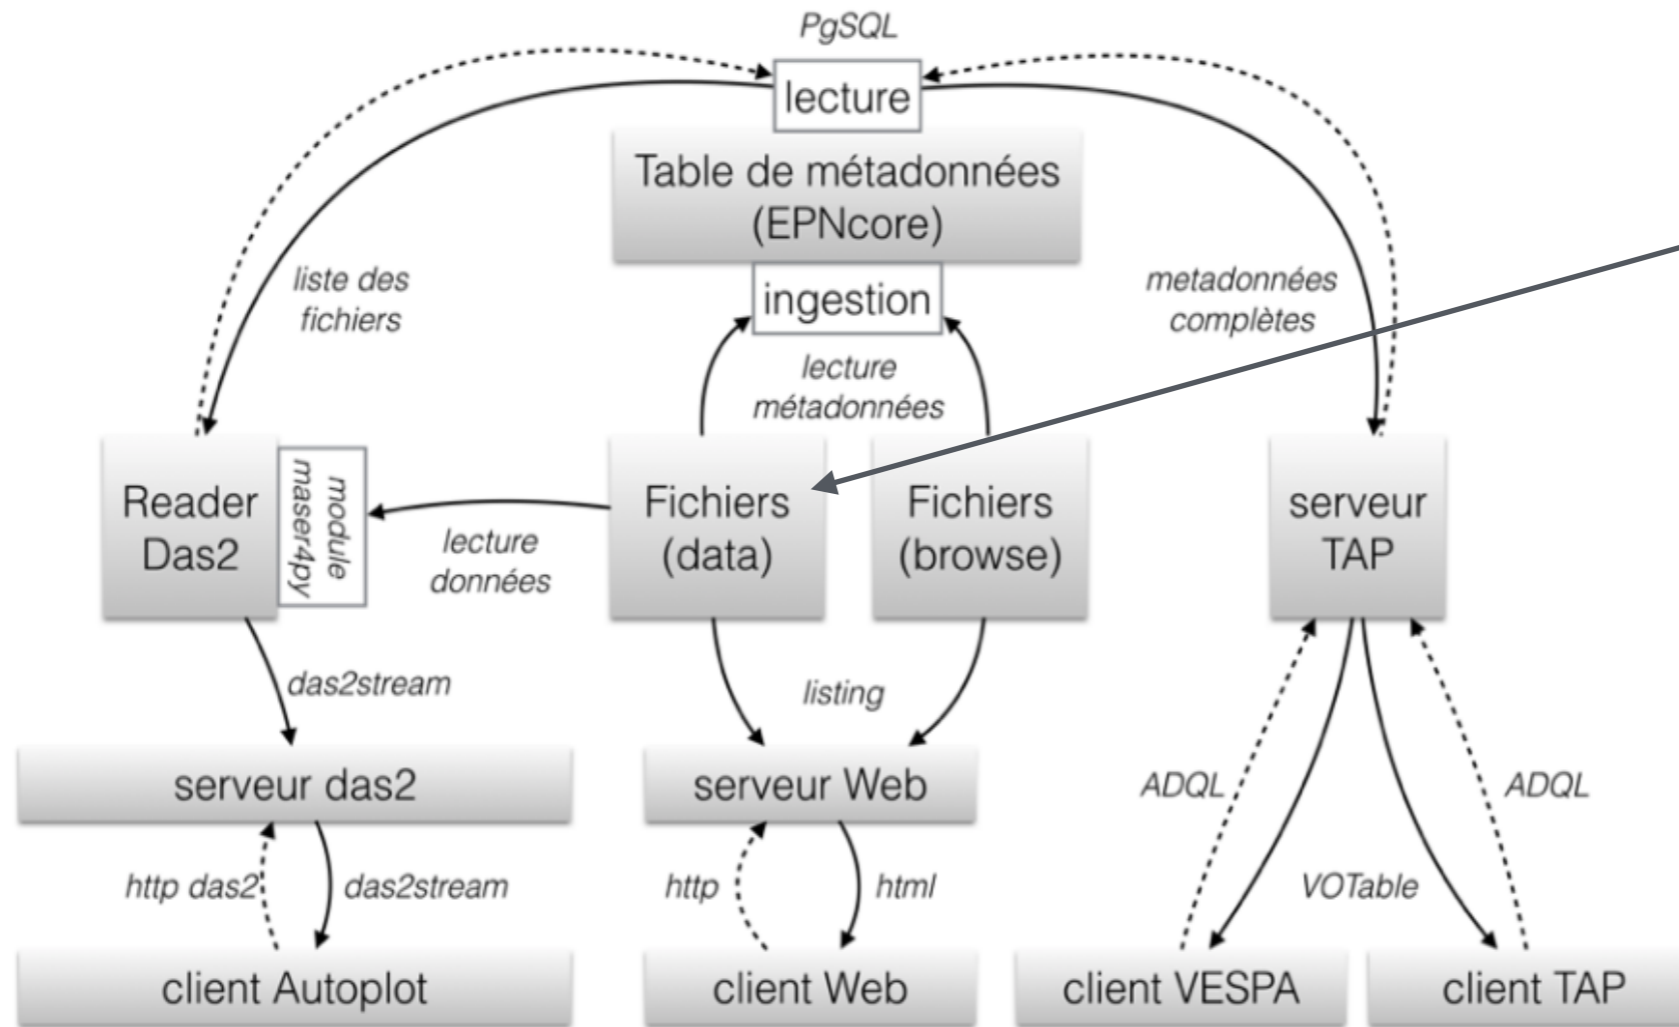 PgSQL
lecture
Table de métadonnées
(EPNcore)
liste des
fichiers
ingestion
metadonnées
complètes
lecture
métadonnées
Reader
Das2
module
maser4py
lecture
données
Fichiers
(data)
Fichiers
(browse)
serveur
TAP
das2stream
listing
serveur das2
serveur Web
ADQL
ADQL
http das2
das2stream
http
html
VOTable
client Autoplot
client Web
client VESPA
client TAP